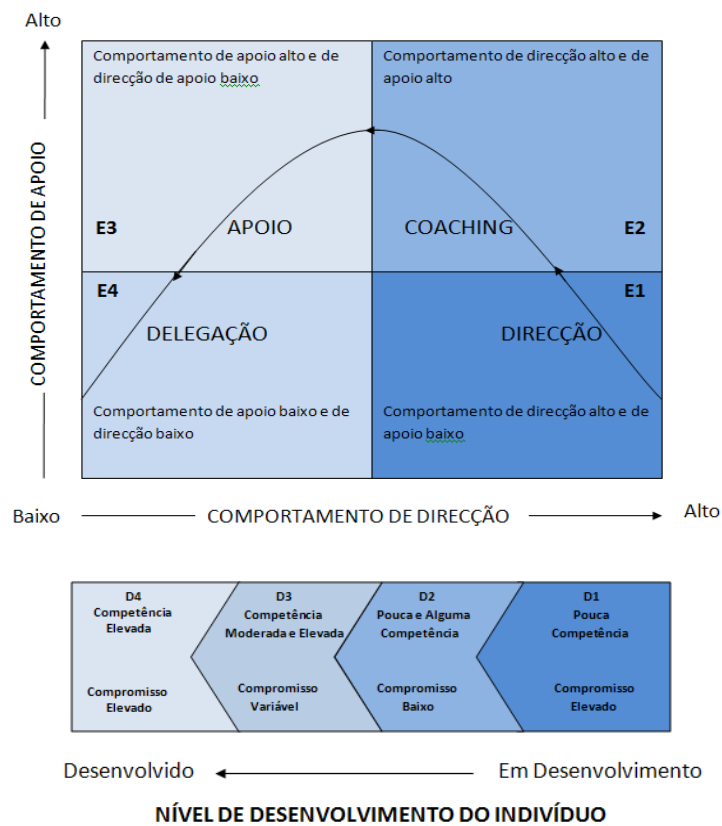 Alto
Comportamento de apoio alto e de
direcção de apoio baixo
Comportamento de direcção alto e de
apoio alto
COMPORTAMENTO DE APOIO
E3
APOIO
COACHING
E2
E4
E1
DELEGAÇÃO
DIRECÇÃO
Comportamento de apoio baixo e de
direcção baixo
Comportamento de direcção alto e de
apoio baixo
Baixo
COMPORTAMENTO DE DIRECÇÃO
Alto
D4
Competência
Elevada
Compromisso
Elevado
D3
Competência
Moderada e Elevada
Compromisso
Variável
D2
Pouca e Alguma
Competência
Compromisso
Baixo
D1
Pouca
Competência
Compromisso
Elevado
Desenvolvido
Em Desenvolvimento
NÍVEL DE DESENVOLVIMENTO DO INDIVÍDUO